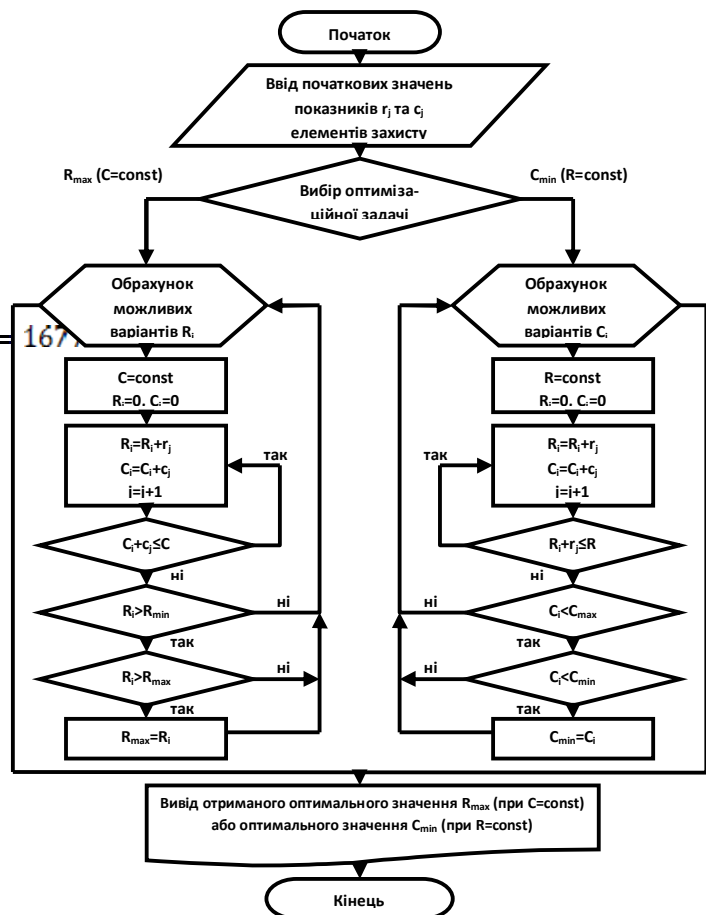 Початок
Ввід початкових значень
показників rⱼ та cⱼ
елементів захисту
Rmax (C=const)
Cmin (R=const)
Вибір оптиміза-
ційної задачі
Обрахунок
можливих
варіантів Rᵢ
= 1677
C=const
Rᵢ=0, Cᵢ=0
Rᵢ=Rᵢ+rⱼ
Cᵢ=Cᵢ+cⱼ
j=j+1
так
Cᵢ+cⱼ≤C
ні
Rᵢ>Rmin
ні
так
Rᵢ>Rmax
ні
так
Rmax=Rᵢ
Обрахунок
можливих
варіантів Cᵢ
R=const
Rᵢ=0, Cᵢ=0
Rᵢ=Rᵢ+rⱼ
Cᵢ=Cᵢ+cⱼ
j=j+1
так
Rᵢ+rⱼ≤R
ні
Cᵢ<Cmax
ні
так
Cᵢ<Cmin
ні
так
Cmin=Cᵢ
Вивід отриманого оптимального значення Rmax (при C=const)
або оптимального значення Cmin (при R=const)
Кінець